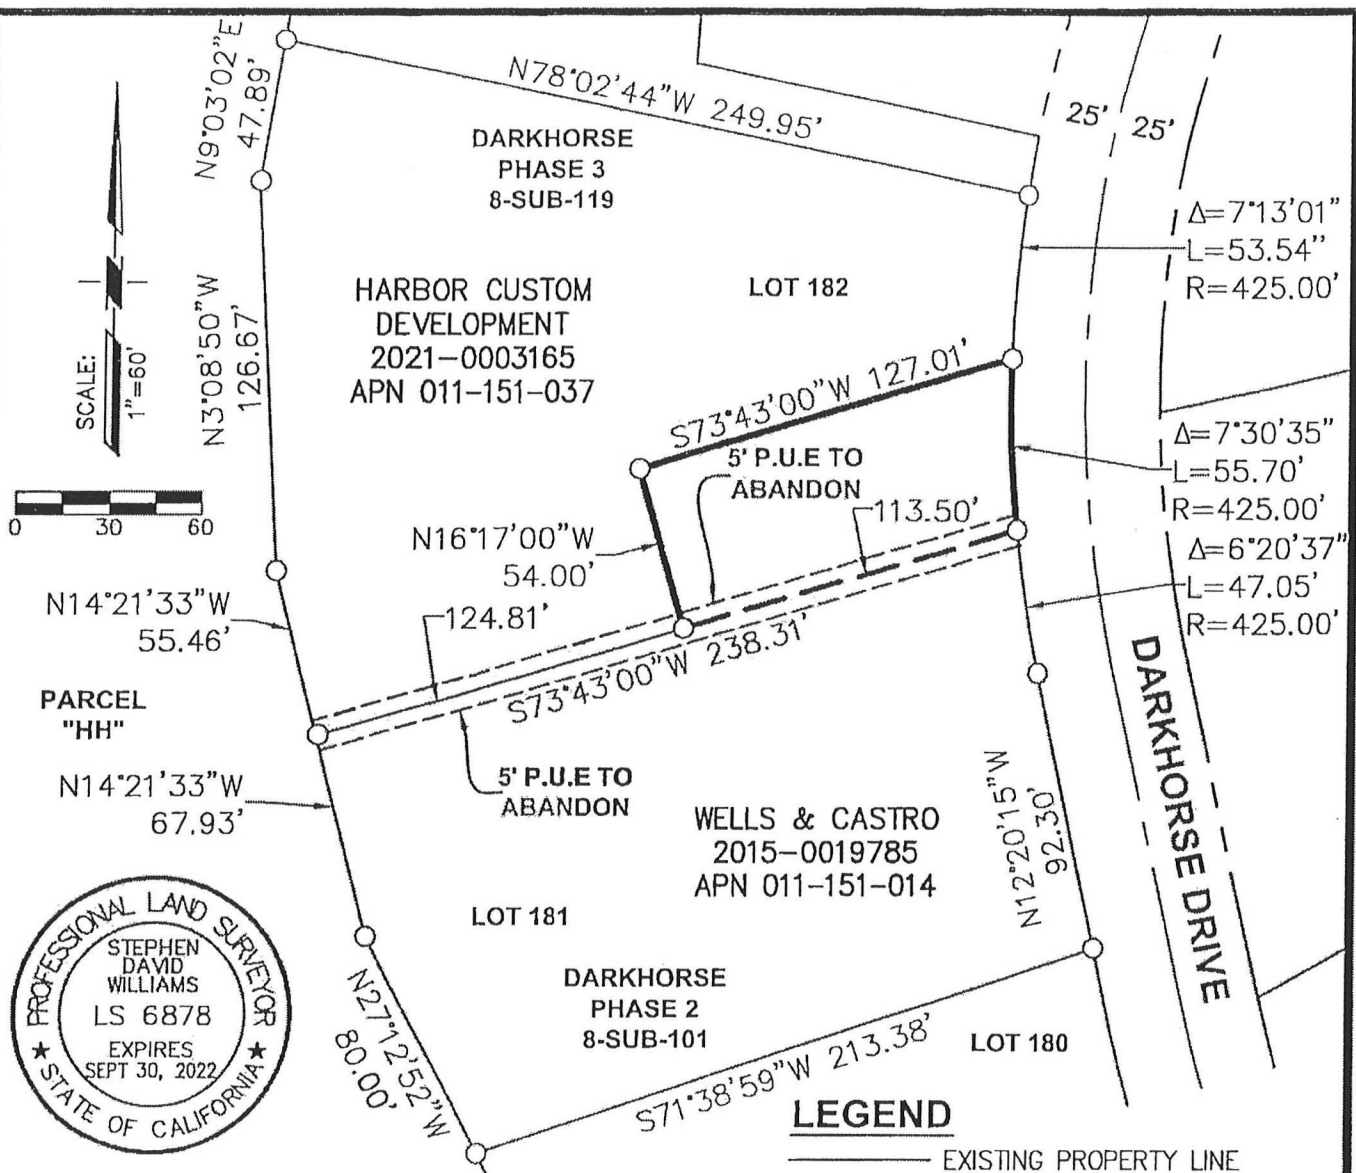 N9°03'02"E
47.89'
N78°02'44"W 249.95'
25' 25'
DARKHORSE
PHASE 3
8-SUB-119
Δ=7°13'01"
L=53.54"
R=425.00'
HARBOR CUSTOM
DEVELOPMENT
2021-0003165
APN 011-151-037
LOT 182
SCALE:
1"=60'
N3°08'50"W
126.67'
0 30 60
S73°43'00"W 127.01'
5' P.U.E TO
ABANDON
113.50'
Δ=7°30'35"
L=55.70'
R=425.00'
N16°17'00"W
54.00'
Δ=6°20'37"
L=47.05'
R=425.00'
N14°21'33"W
55.46'
124.81'
S73°43'00"W 238.31'
PARCEL
"HH"
N14°21'33"W
67.93'
5' P.U.E TO
ABANDON
WELLS & CASTRO
2015-0019785
APN 011-151-014
N12°20'15"W
92.30'
DARKHORSE DRIVE
LOT 181
PROFESSIONAL LAND SURVEYOR
STEPHEN
DAVID
WILLIAMS
LS 6878
EXPIRES
SEPT 30, 2022
★ STATE OF CALIFORNIA ★
N27°12'52"W
80.00'
DARKHORSE
PHASE 2
8-SUB-101
S71°38'59"W 213.38'
LOT 180
LEGEND
EXISTING PROPERTY LINE